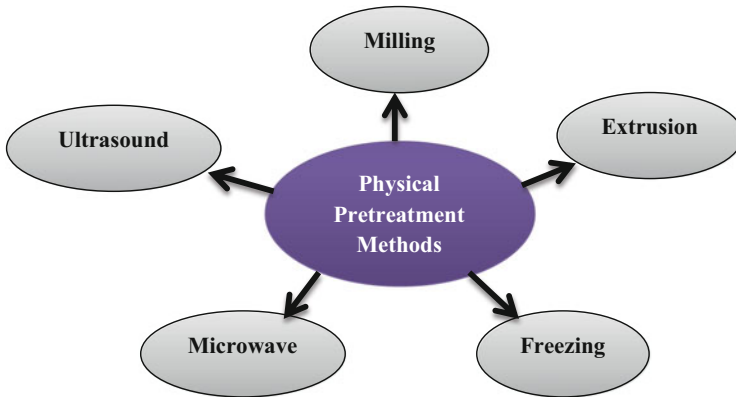 Milling
Ultrasound
Extrusion
Physical
Pretreatment
Methods
Microwave
Freezing